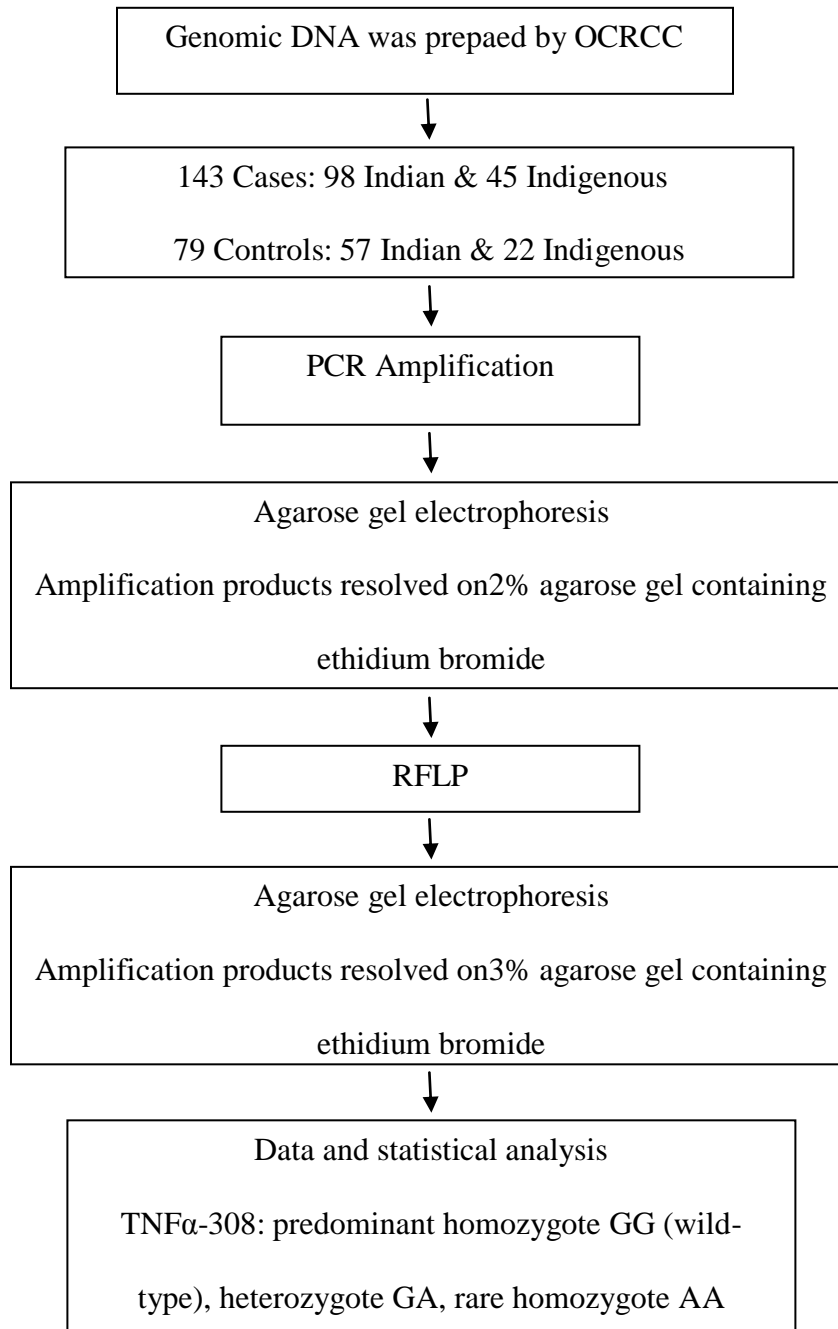 Genomic DNA was prepaed by OCRCC
143 Cases: 98 Indian & 45 Indigenous
79 Controls: 57 Indian & 22 Indigenous
PCR Amplification
Agarose gel electrophoresis
Amplification products resolved on2% agarose gel containing
ethidium bromide
RFLP
Agarose gel electrophoresis
Amplification products resolved on3% agarose gel containing
ethidium bromide
Data and statistical analysis
TNFα-308: predominant homozygote GG (wild-
type), heterozygote GA, rare homozygote AA